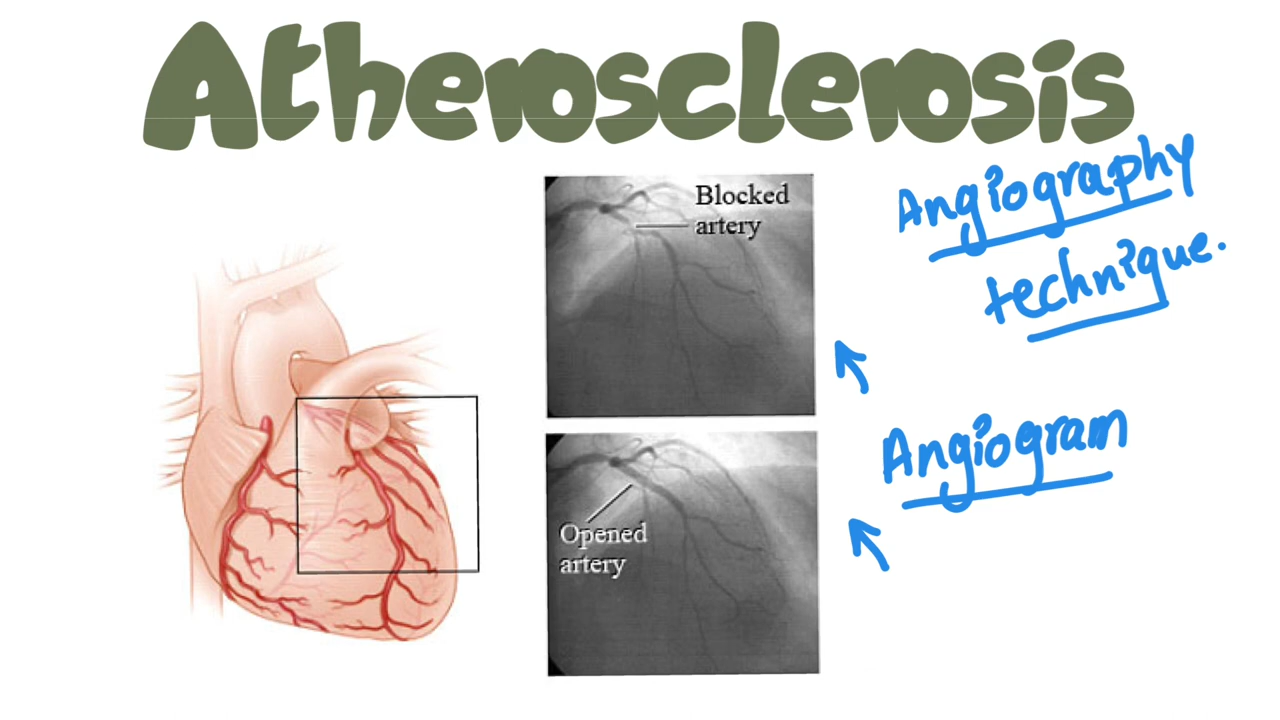 Atherosclerosis
Blocked
artery
Angiography
technique.
Angiogram
Opened
artery